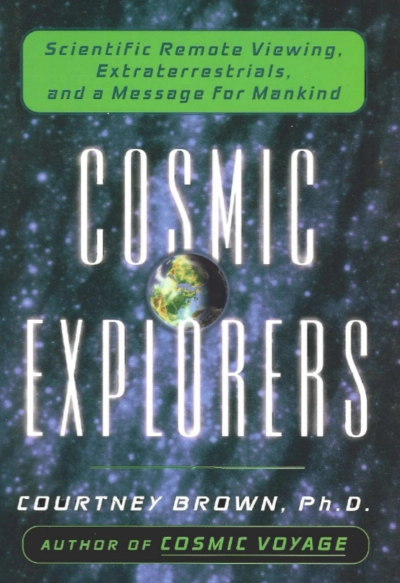 Scientific Remote Viewing,
Extraterrestrials,
and a Message For Mankind
COSMIC
EXPLORERS
COURTNEY BROWN, Ph.D.
AUTHOR OF COSMIC VOYAGE